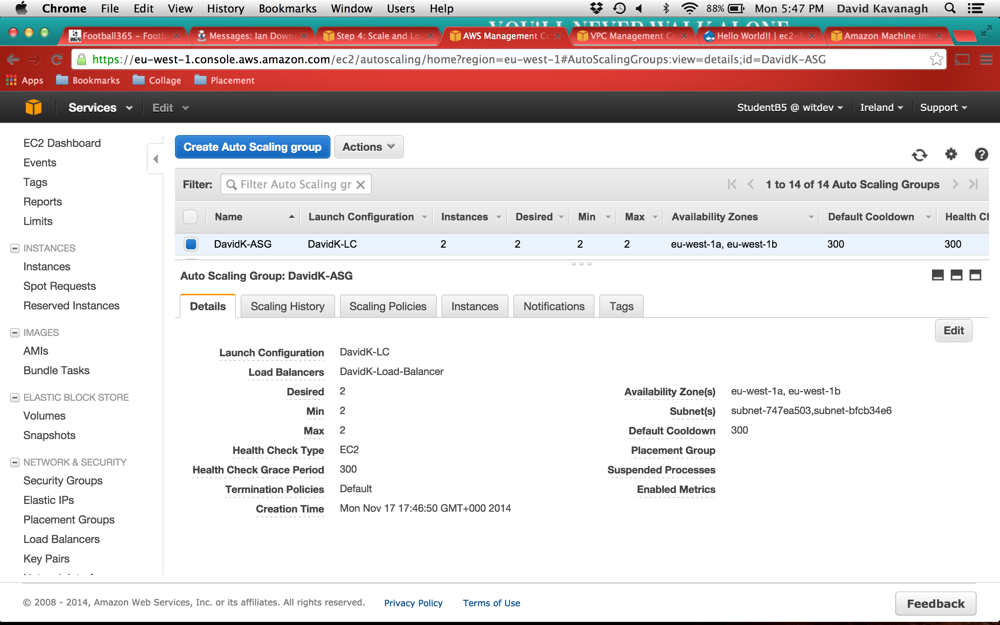 Chrome File Edit View History Bookmarks Window Users Help 88% Mon 5:47 PM David Kavanagh
YOU'LL NEVER WALK ALONE
Football365 – Footb Messages: Ian Down Step 4: Scale and Lo AWS Management Co VPC Management Co Hello World!! | ec2-5 Amazon Machine Im
https://eu-west-1.console.aws.amazon.com/ec2/autoscaling/home?region=eu-west-1#AutoScalingGroups:view=details;id=DavidK-ASG
Apps Bookmarks Collage Placement
Services Edit StudentB5 @ witdev Ireland Support
EC2 Dashboard
Events
Tags
Reports
Limits
INSTANCES
Instances
Spot Requests
Reserved Instances
IMAGES
AMIs
Bundle Tasks
ELASTIC BLOCK STORE
Volumes
Snapshots
NETWORK & SECURITY
Security Groups
Elastic IPs
Placement Groups
Load Balancers
Key Pairs
Create Auto Scaling group Actions
Filter: Filter Auto Scaling gr 1 to 14 of 14 Auto Scaling Groups
Name Launch Configuration Instances Desired Min Max Availability Zones Default Cooldown Health Ch
DavidK-ASG DavidK-LC 2 2 2 2 eu-west-1a, eu-west-1b 300 300
Auto Scaling Group: DavidK-ASG
Details Scaling History Scaling Policies Instances Notifications Tags
Edit
Launch Configuration DavidK-LC
Load Balancers DavidK-Load-Balancer
Desired 2 Availability Zone(s) eu-west-1a, eu-west-1b
Min 2 Subnet(s) subnet-747ea503,subnet-bfcb34e6
Max 2 Default Cooldown 300
Health Check Type EC2 Placement Group
Health Check Grace Period 300 Suspended Processes
Termination Policies Default Enabled Metrics
Creation Time Mon Nov 17 17:46:50 GMT+000 2014
© 2008 - 2014, Amazon Web Services, Inc. or its affiliates. All rights reserved. Privacy Policy Terms of Use Feedback